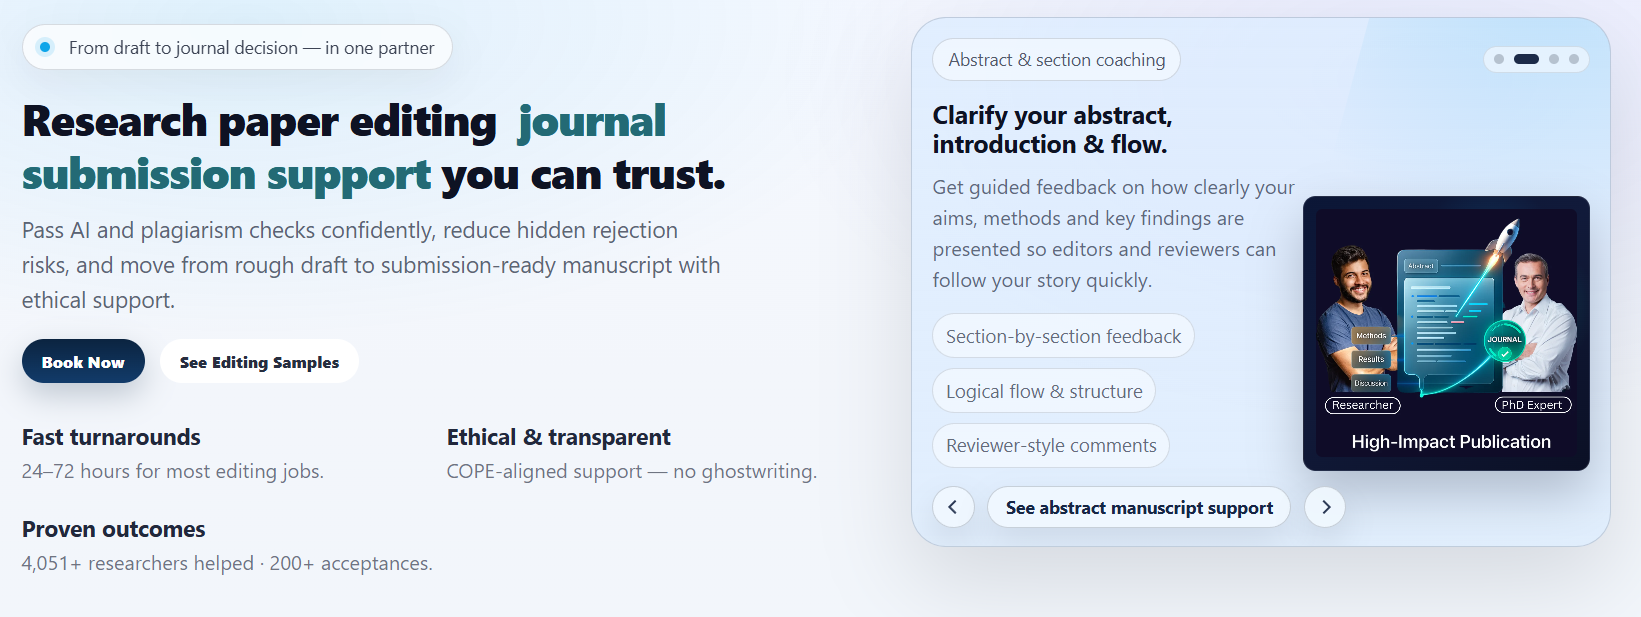 From draft to journal decision — in one partner
Research paper editing journal
submission support you can trust.
Pass AI and plagiarism checks confidently, reduce hidden rejection
risks, and move from rough draft to submission-ready manuscript with
ethical support.
Book Now
See Editing Samples
Fast turnarounds
24–72 hours for most editing jobs.
Ethical & transparent
COPE-aligned support — no ghostwriting.
Proven outcomes
4,051+ researchers helped · 200+ acceptances.
Abstract & section coaching
Clarify your abstract,
introduction & flow.
Get guided feedback on how clearly your
aims, methods and key findings are
presented so editors and reviewers can
follow your story quickly.
Section-by-section feedback
Logical flow & structure
Reviewer-style comments
See abstract manuscript support
Abstract
Methods
Results
Discussion
JOURNAL
Researcher
PhD Expert
High-Impact Publication